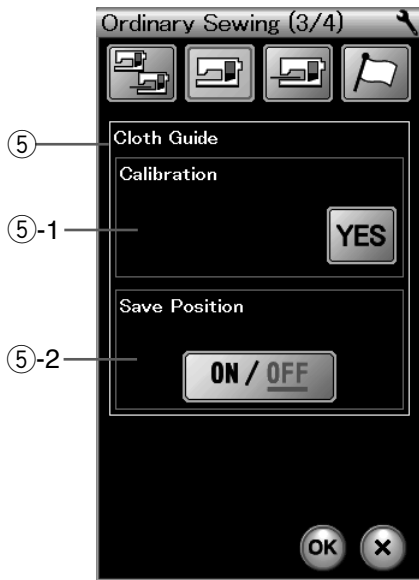 Ordinary Sewing (3/4)
⑤ Cloth Guide
Calibration
⑤-1
YES
Save Position
⑤-2
ON / OFF
OK ×